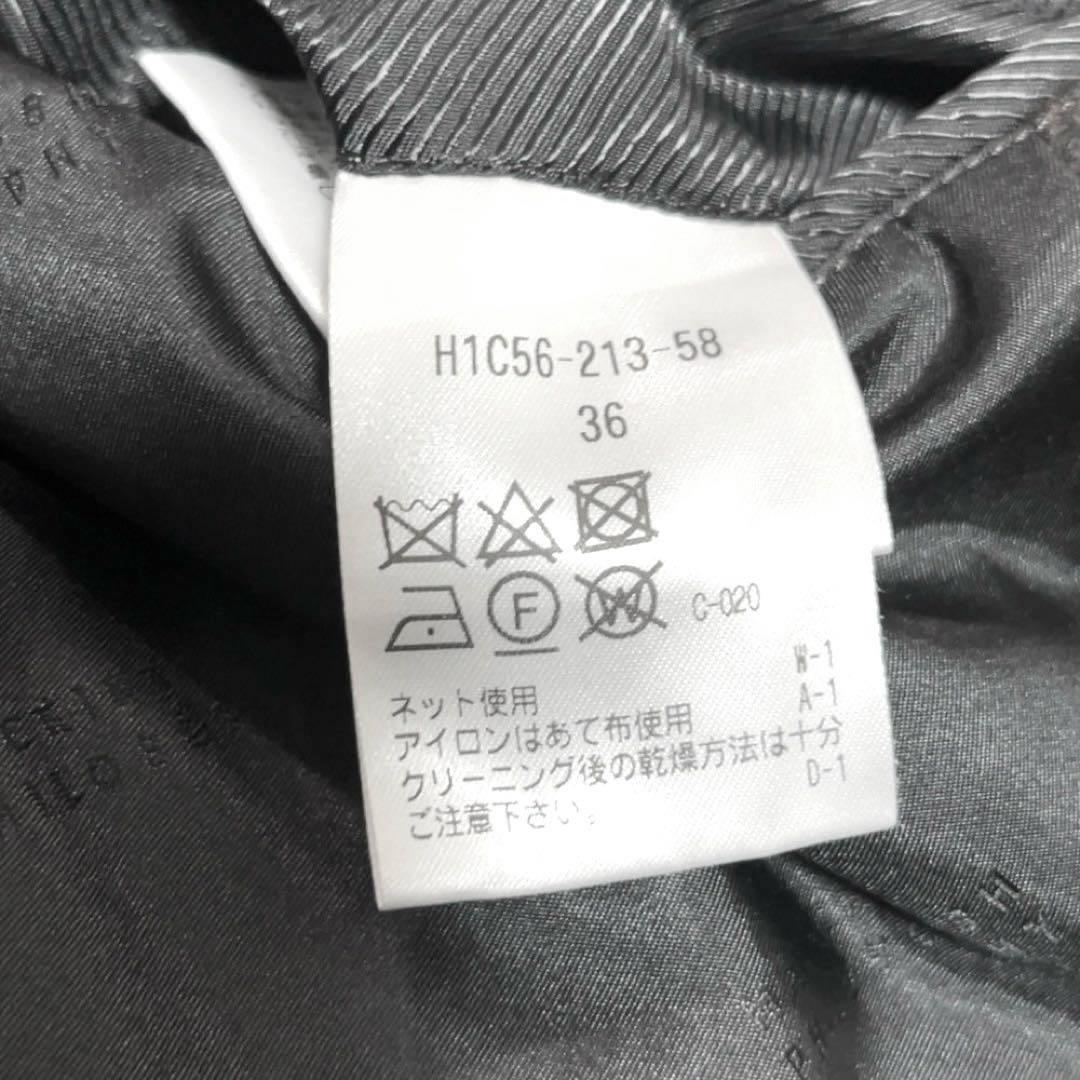 H1C56-213-58
36
F
W
C-020
W-1
ネット使用
A-1
アイロンはあて布使用
クリーニング後の乾燥方法は十分
D-1
ご注意下さい。